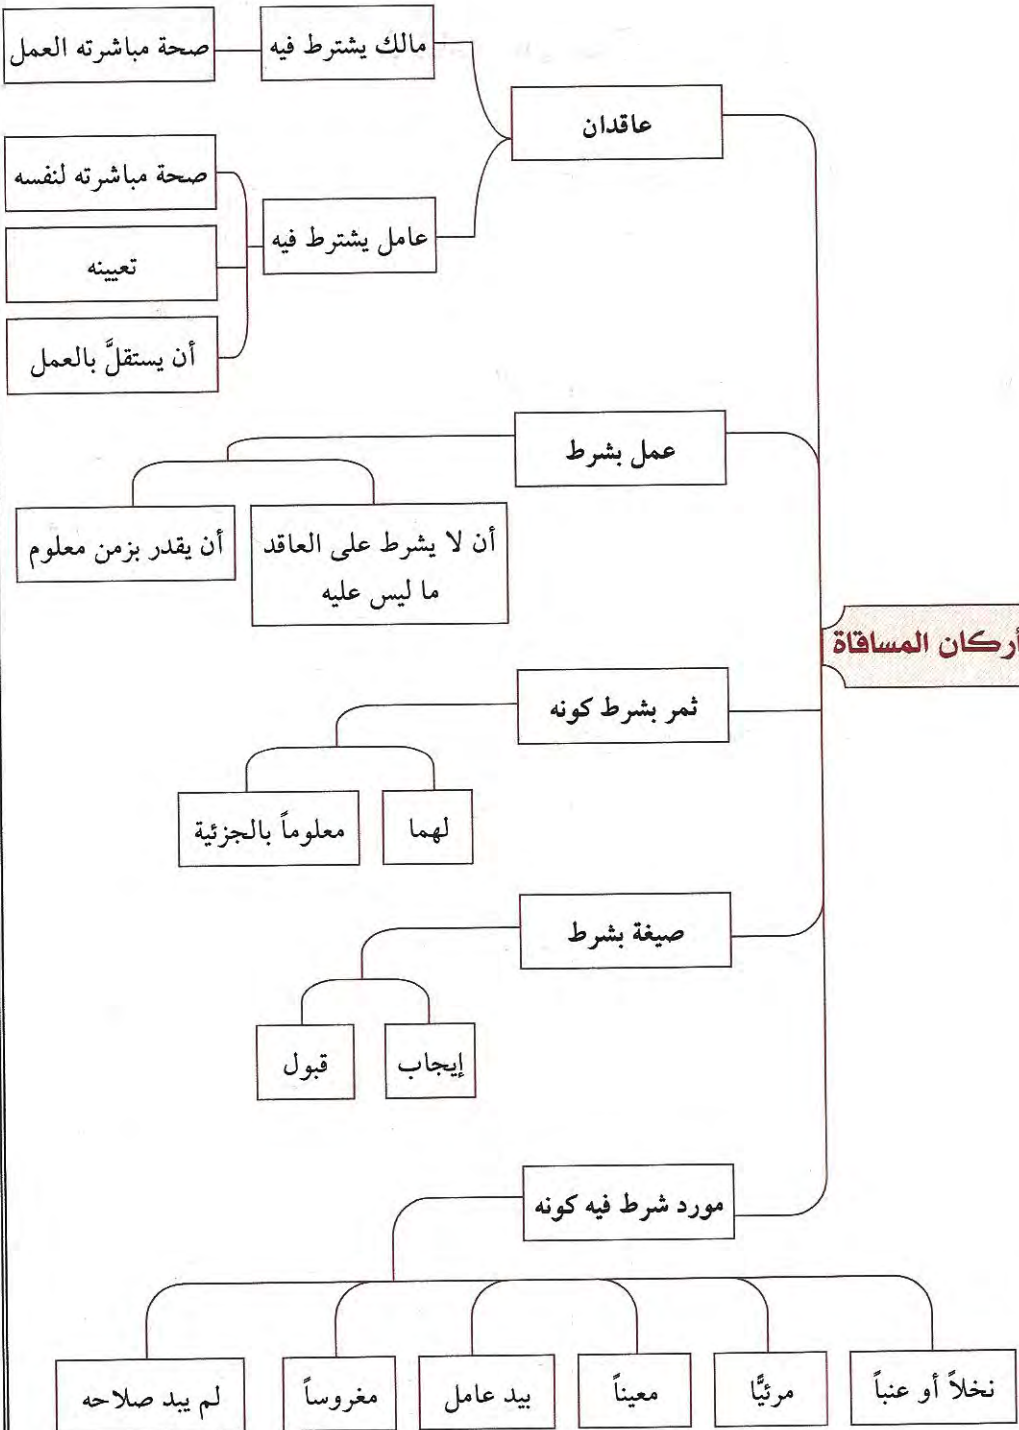 أركان المساقاة
عاقدان
مالك يشترط فيه
صحة مباشرته العمل
عامل يشترط فيه
صحة مباشرته لنفسه
تعيينه
أن يستقلَّ بالعمل
عمل بشرط
أن لا يشرط على العاقد
ما ليس عليه
أن يقدر بزمن معلوم
ثمر بشرط كونه
لهما
معلوماً بالجزئية
صيغة بشرط
إيجاب
قبول
مورد شرط فيه كونه
نخلاً أو عنباً
مرئيًّا
معيناً
بيد عامل
مغروساً
لم يبد صلاحه